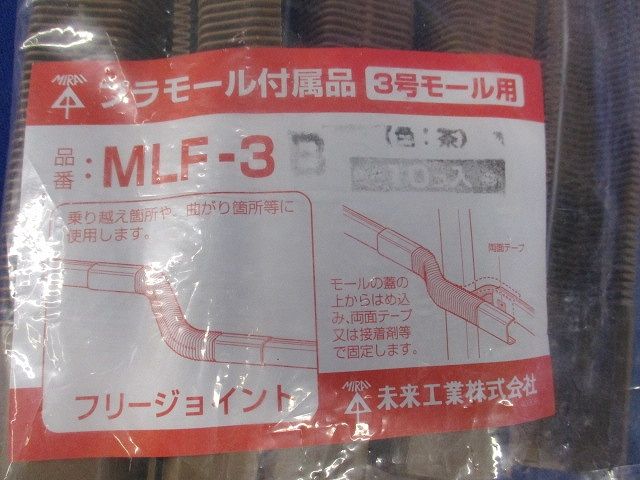 MIRAI
プラモール付属品 3号モール用
品番: MLF-3 B (色:茶)
10コ入
乗り越え箇所や、曲がり箇所等に
使用します。
両面テープ
モールの蓋の
上からはめ込
み、両面テープ
又は接着剤等
で固定します。
フリージョイント
MIRAI 未来工業株式会社